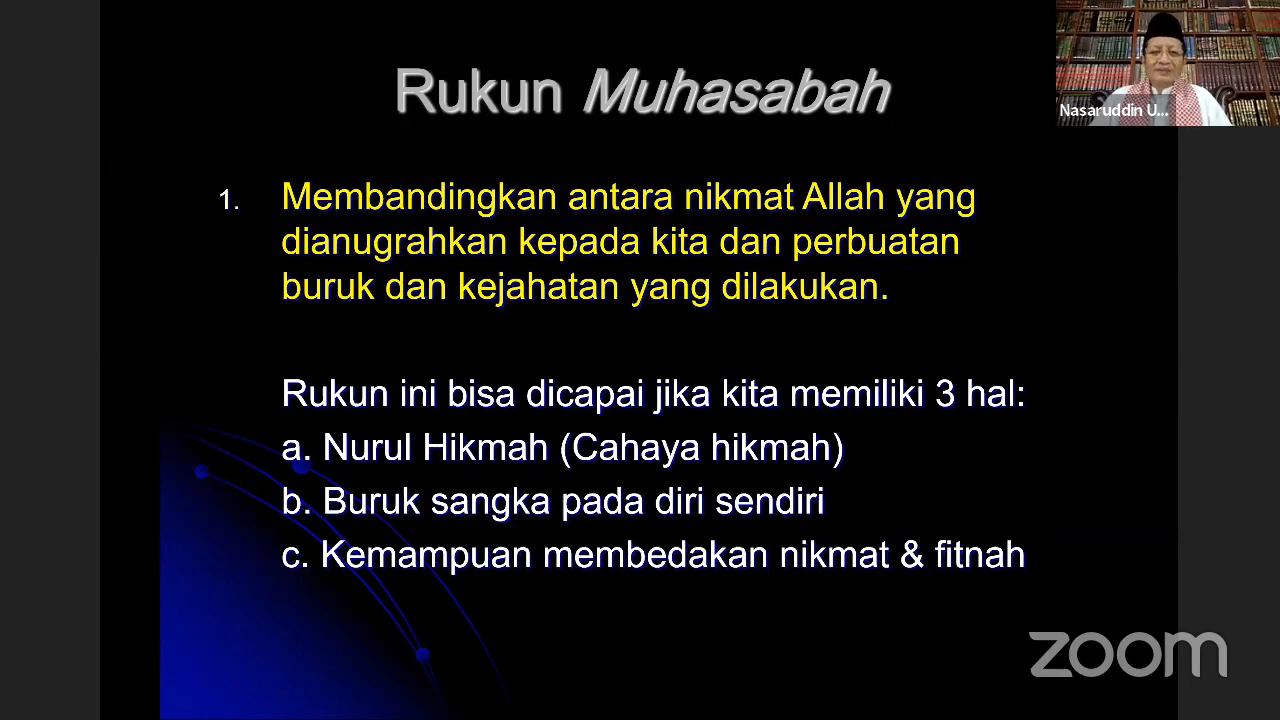 Rukun Muhasabah
Nasaruddin U...
1. Membandingkan antara nikmat Allah yang
dianugrahkan kepada kita dan perbuatan
buruk dan kejahatan yang dilakukan.
Rukun ini bisa dicapai jika kita memiliki 3 hal:
a. Nurul Hikmah (Cahaya hikmah)
b. Buruk sangka pada diri sendiri
c. Kemampuan membedakan nikmat & fitnah
zoom